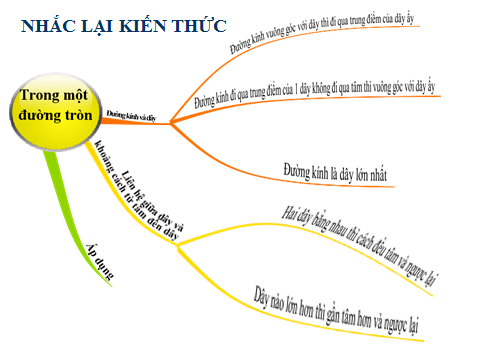 NHẮC LẠI KIẾN THỨC
Trong một
đường tròn
Đường kính và dây
Đường kính vuông góc với dây thì đi qua trung điểm của dây ấy
Đường kính đi qua trung điểm của 1 dây không đi qua tâm thì vuông góc với dây ấy
Đường kính là dây lớn nhất
Liên hệ giữa dây và
khoảng cách từ tâm đến dây
Hai dây bằng nhau thì cách đều tâm và ngược lại
Dây nào lớn hơn thì gần tâm hơn và ngược lại
Áp dụng